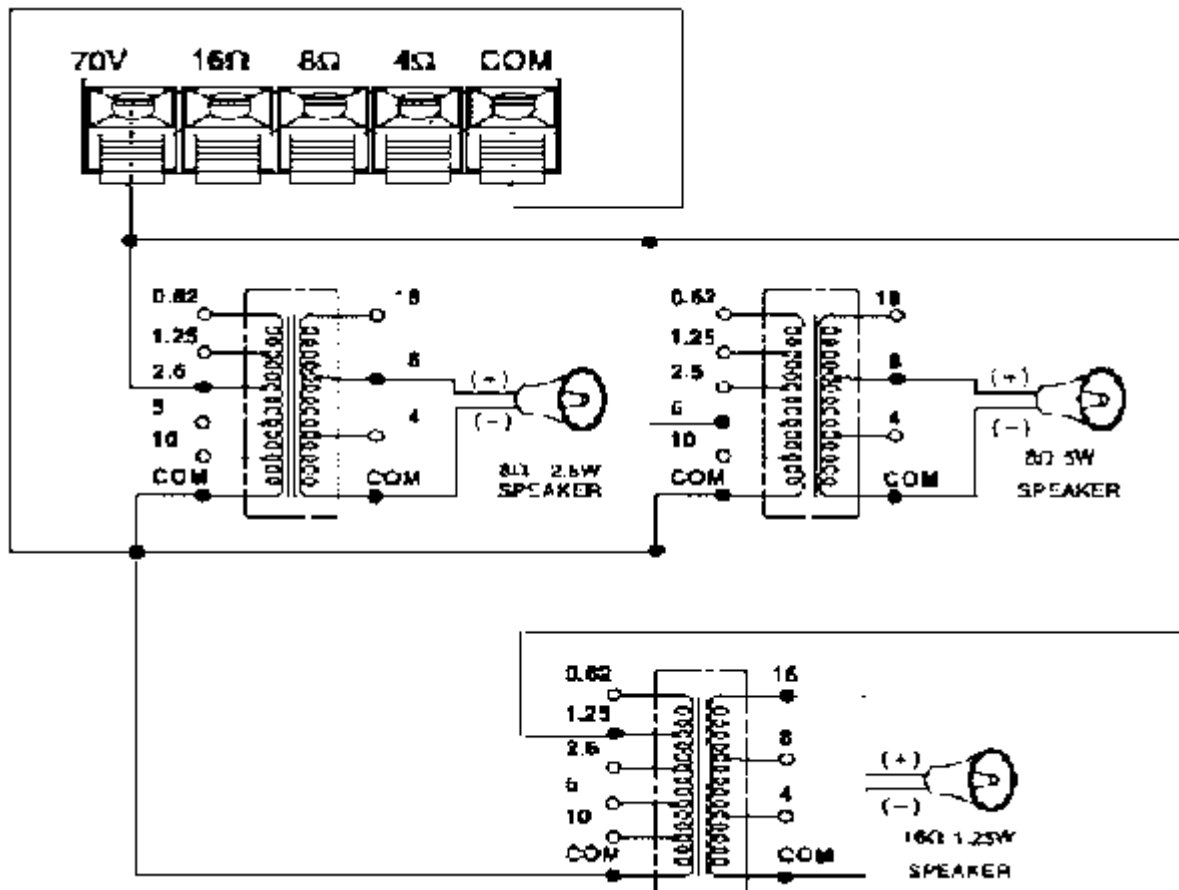 70V 16Ω 8Ω 4Ω COM
0.62
1.25
2.5
5
10
COM
16
8
4
COM
(+)
(−)
8Ω 2.5W
SPEAKER
0.62
1.25
2.5
5
10
COM
16
8
4
COM
(+)
(−)
8Ω 5W
SPEAKER
0.62
1.25
2.5
5
10
COM
16
8
4
COM
(+)
(−)
16Ω 1.25W
SPEAKER